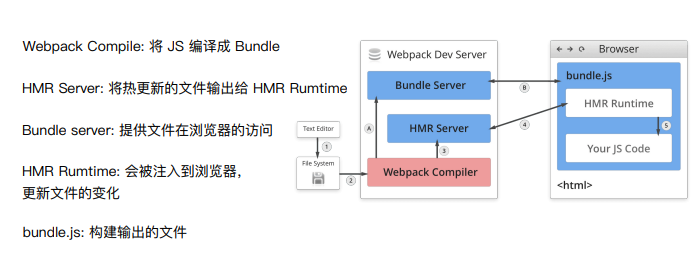 Webpack Compile: 将 JS 编译成 Bundle
HMR Server: 将热更新的文件输出给 HMR Rumtime
Bundle server: 提供文件在浏览器的访问
HMR Rumtime: 会被注入到浏览器，
更新文件的变化
bundle.js: 构建输出的文件
Text Editor
1
File System
2
Webpack Dev Server
Bundle Server
A
HMR Server
3
Webpack Compiler
B
4
Browser
bundle.js
HMR Runtime
5
Your JS Code
<html>